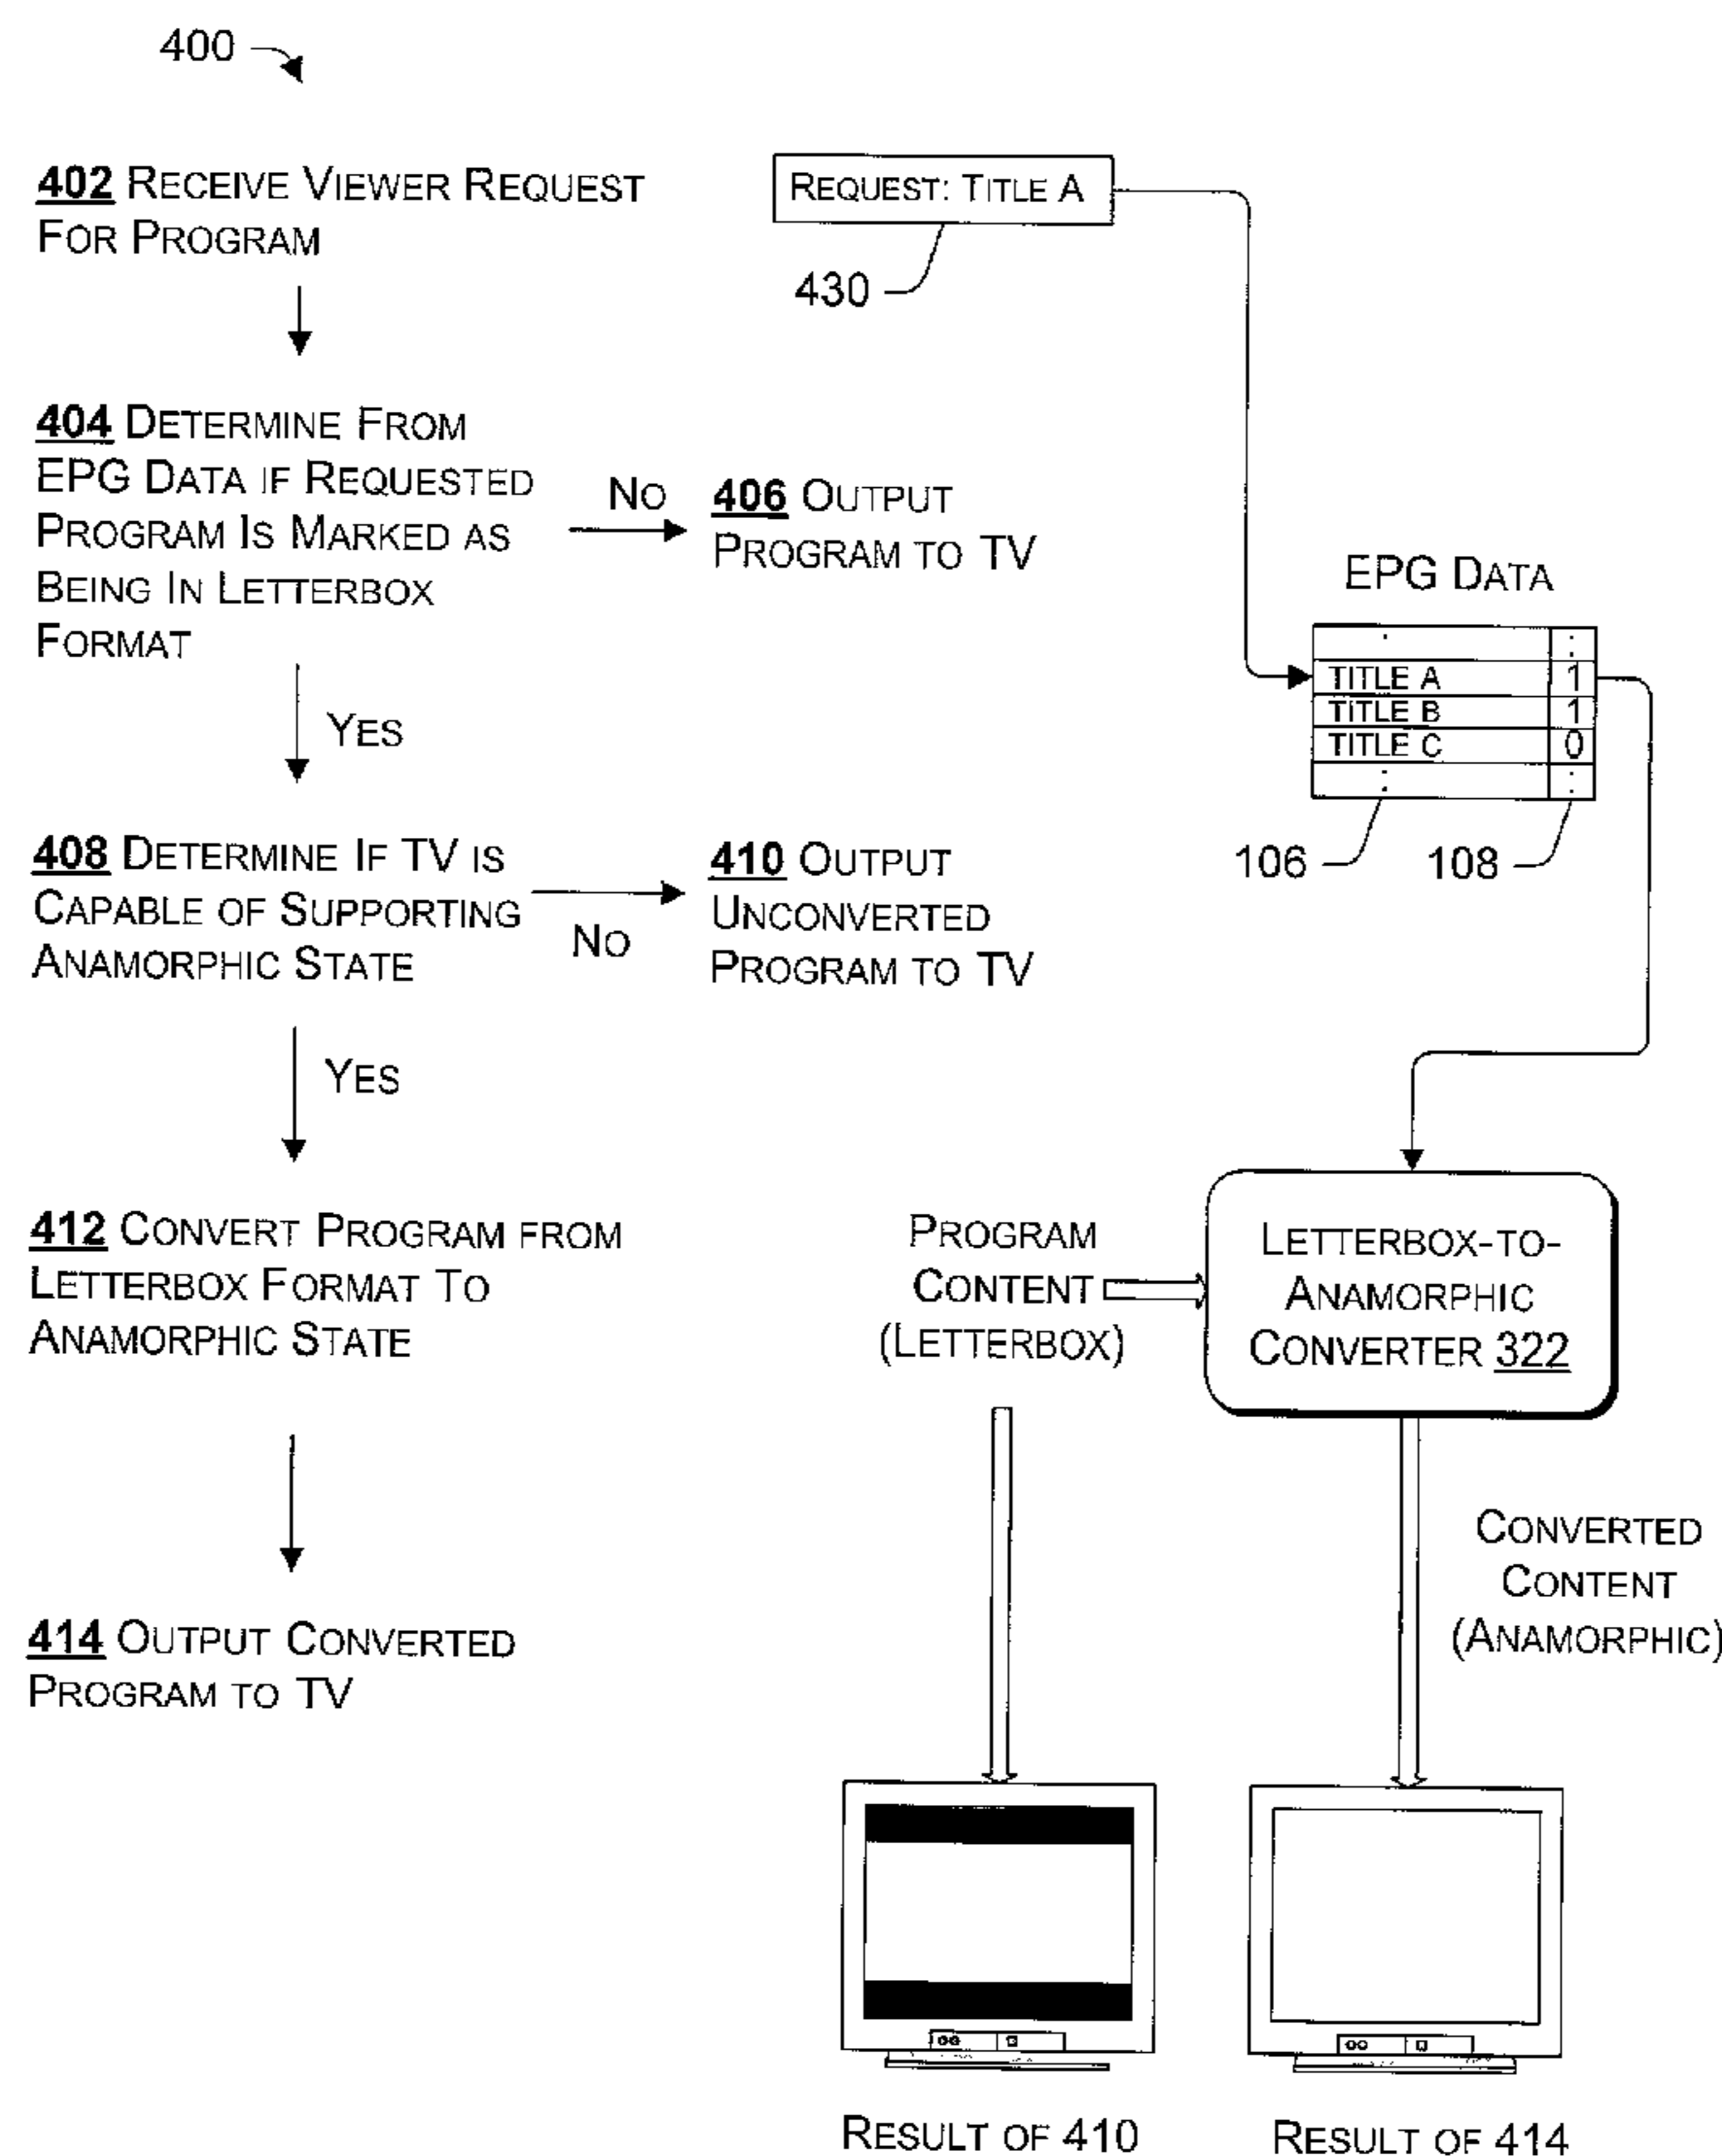 400
402 RECEIVE VIEWER REQUEST
FOR PROGRAM
REQUEST: TITLE A
430
404 DETERMINE FROM
EPG DATA IF REQUESTED
PROGRAM IS MARKED AS
BEING IN LETTERBOX
FORMAT
NO
406 OUTPUT
PROGRAM TO TV
YES
EPG DATA
TITLE A 1
TITLE B 1
TITLE C 0
106
108
408 DETERMINE IF TV IS
CAPABLE OF SUPPORTING
ANAMORPHIC STATE
NO
410 OUTPUT
UNCONVERTED
PROGRAM TO TV
YES
412 CONVERT PROGRAM FROM
LETTERBOX FORMAT TO
ANAMORPHIC STATE
PROGRAM
CONTENT
(LETTERBOX)
LETTERBOX-TO-
ANAMORPHIC
CONVERTER 322
CONVERTED
CONTENT
(ANAMORPHIC)
414 OUTPUT CONVERTED
PROGRAM TO TV
RESULT OF 410
RESULT OF 414